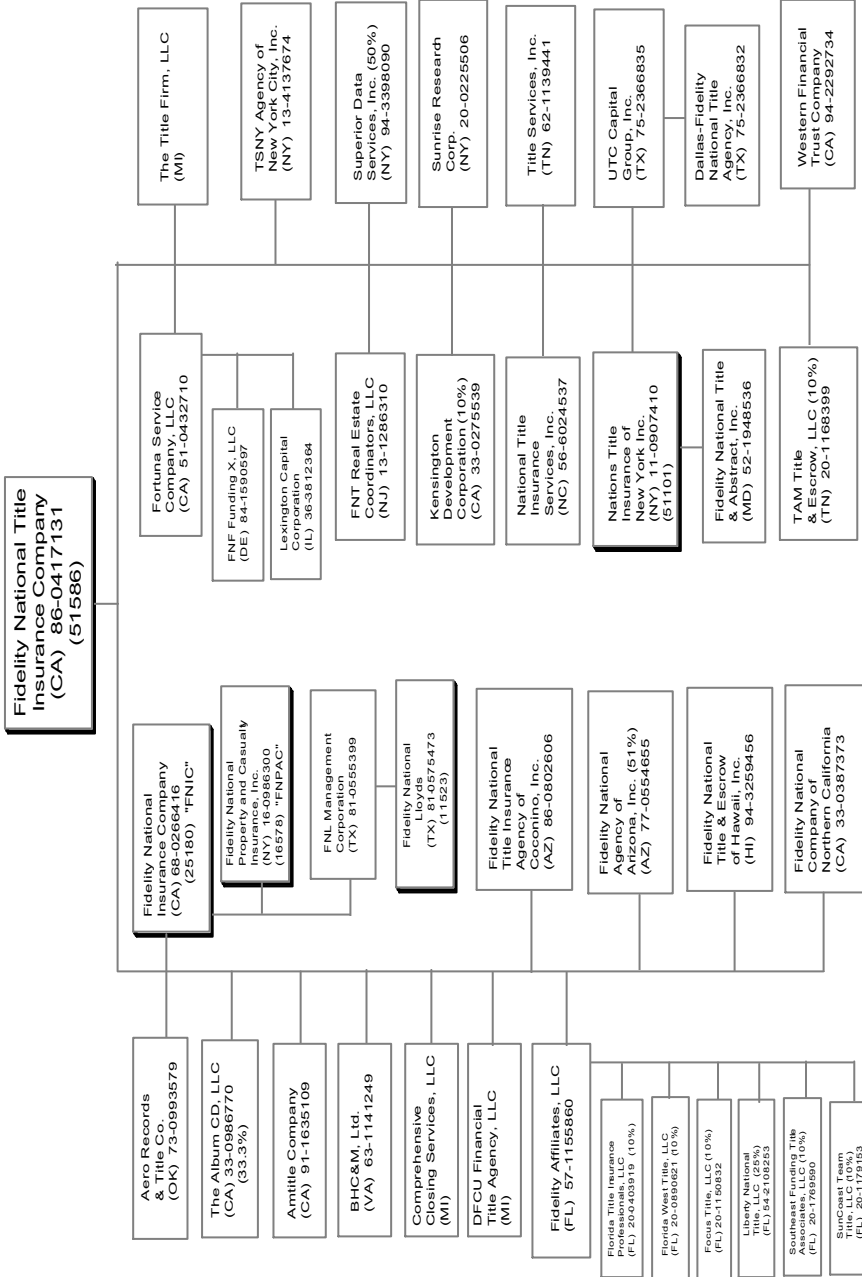 Fidelity National Title
Insurance Company
(CA) 86-0417131
(51586)
Aero Records
& Title Co.
(OK) 73-0993579
The Album CD, LLC
(CA) 33-0986770
(33.3%)
Amtitle Company
(CA) 91-1635109
BHC&M, Ltd.
(VA) 63-1141249
Comprehensive
Closing Services, LLC
(MI)
DFCU Financial
Title Agency, LLC
(MI)
Fidelity Affiliates, LLC
(FL) 57-1155860
Florida Title Insurance
Professionals, LLC
(FL) 20-0403919 (10%)
Florida West Title, LLC
(FL) 20-0890621 (10%)
Focus Title, LLC (10%)
(FL) 20-1150832
Liberty National
Title, LLC (25%)
(FL) 54-2108253
Southeast Funding Title
Associates, LLC (10%)
(FL) 20-1769590
SunCoast Team
Title, LLC (10%)
(FL) 20-1179153
Fidelity National
Insurance Company
(CA) 68-0266416
(25180) "FNIC"
Fidelity National
Property and Casualty
Insurance, Inc.
(NY) 16-0986300
(16578) "FNPAC"
FNL Management
Corporation
(TX) 81-0555399
Fidelity National
Lloyds
(TX) 81-0575473
(11523)
Fidelity National
Title Insurance
Agency of
Coconino, Inc.
(AZ) 86-0802606
Fidelity National
Agency of
Arizona, Inc. (51%)
(AZ) 77-0554655
Fidelity National
Title & Escrow
of Hawaii, Inc.
(HI) 94-3259456
Fidelity National
Company of
Northern California
(CA) 33-0387373
Fortuna Service
Company, LLC
(CA) 51-0432710
FNF Funding X, LLC
(DE) 84-1590597
Lexington Capital
Corporation
(IL) 36-3812364
FNT Real Estate
Coordinators, LLC
(NJ) 13-1286310
Kensington
Development
Corporation (10%)
(CA) 33-0275539
National Title
Insurance
Services, Inc.
(NC) 56-6024537
Nations Title
Insurance of
New York Inc.
(NY) 11-0907410
(51101)
Fidelity National Title
& Abstract, Inc.
(MD) 52-1948536
TAM Title
& Escrow, LLC (10%)
(TN) 20-1168399
The Title Firm, LLC
(MI)
TSNY Agency of
New York City, Inc.
(NY) 13-4137674
Superior Data
Services, Inc. (50%)
(NY) 94-3398090
Sunrise Research
Corp.
(NY) 20-0225506
Title Services, Inc.
(TN) 62-1139441
UTC Capital
Group, Inc.
(TX) 75-2366835
Dallas-Fidelity
National Title
Agency, Inc.
(TX) 75-2366832
Western Financial
Trust Company
(CA) 94-2292734